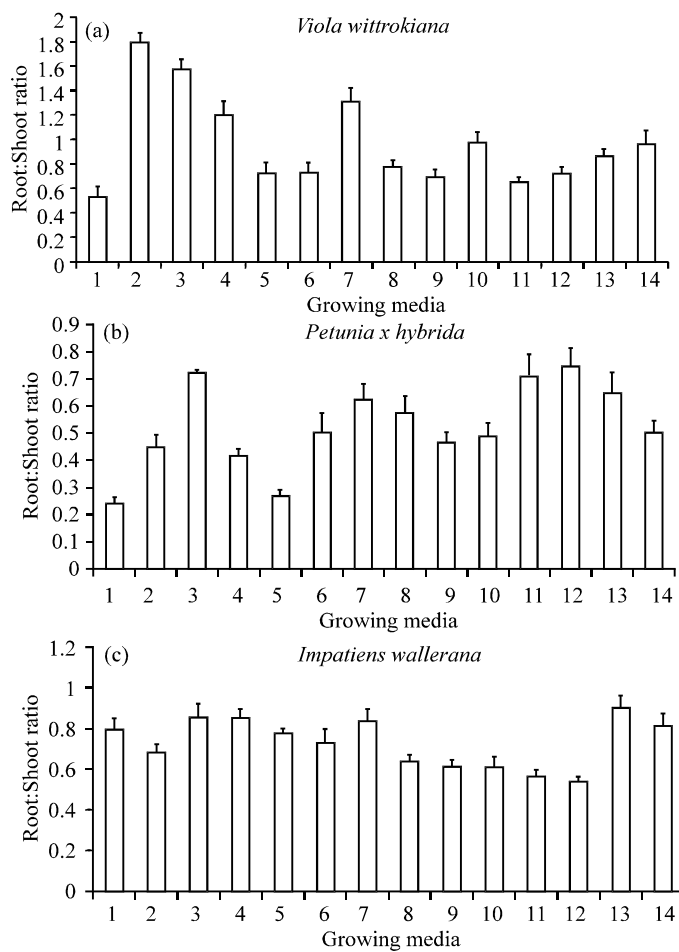 (a) Viola wittrokiana
Root:Shoot ratio
2
1.8
1.6
1.4
1.2
1
0.8
0.6
0.4
0.2
0
1 2 3 4 5 6 7 8 9 10 11 12 13 14
Growing media
(b) Petunia x hybrida
Root:Shoot ratio
0.9
0.8
0.7
0.6
0.5
0.4
0.3
0.2
0.1
0
1 2 3 4 5 6 7 8 9 10 11 12 13 14
Growing media
(c) Impatiens wallerana
Root:Shoot ratio
1.2
1
0.8
0.6
0.4
0.2
0
1 2 3 4 5 6 7 8 9 10 11 12 13 14
Growing media